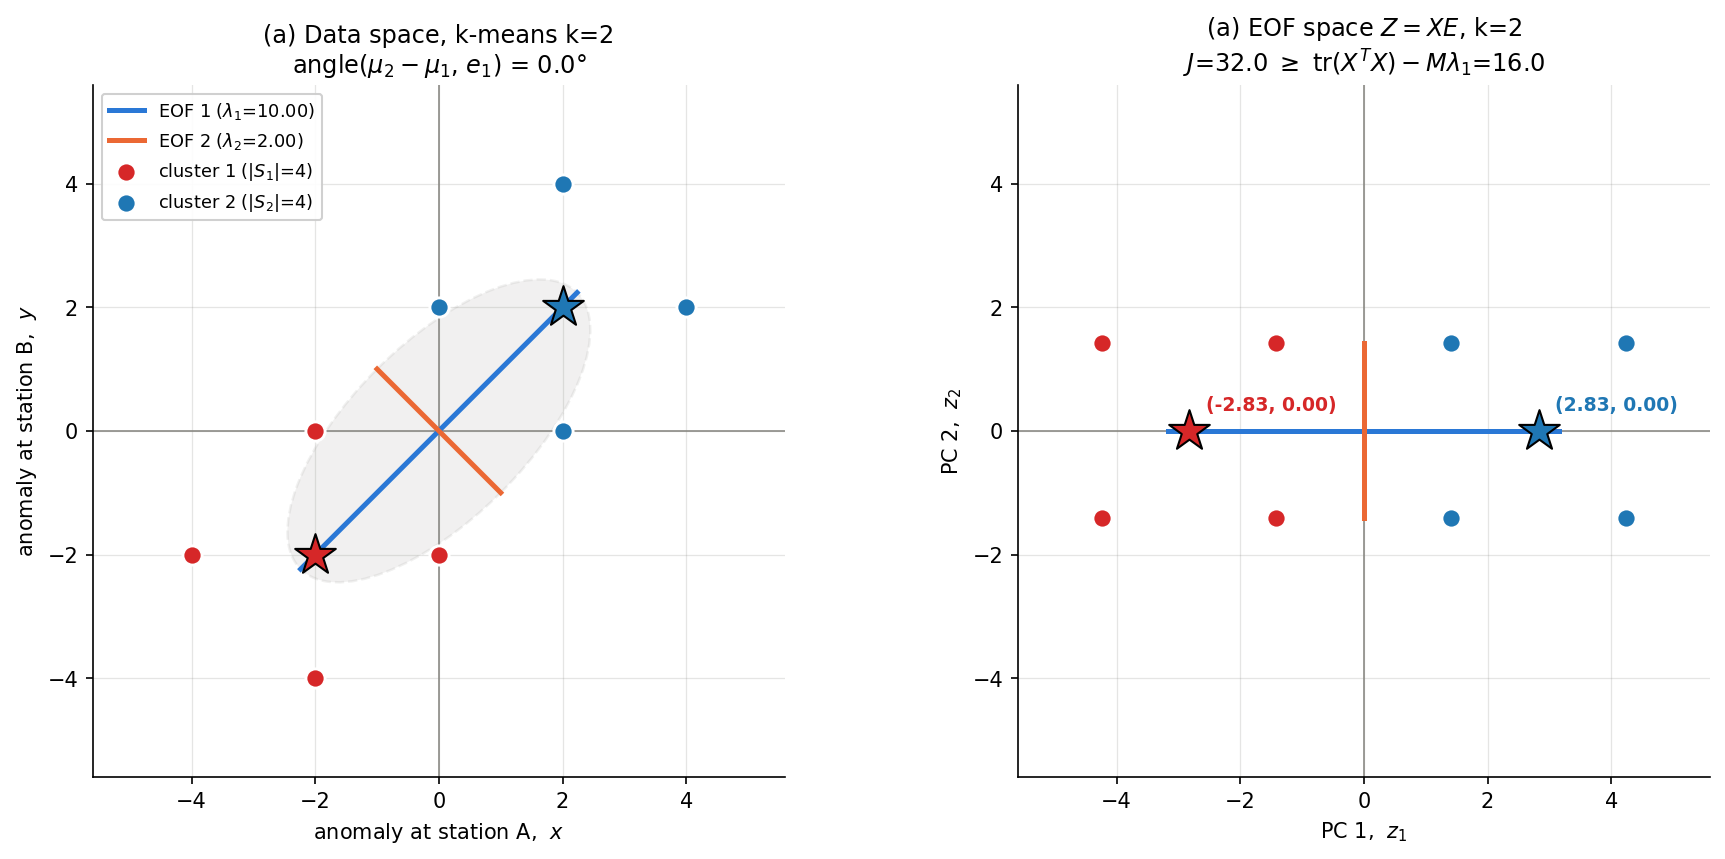 (a) Data space, k-means k=2
angle(μ₂ − μ₁, e₁) = 0.0°
EOF 1 (λ₁=10.00)
EOF 2 (λ₂=2.00)
cluster 1 (|S₁|=4)
cluster 2 (|S₂|=4)
4
2
0
−2
−4
anomaly at station B, y
−4
−2
0
2
4
anomaly at station A, x
(a) EOF space Z = XE, k=2
J=32.0 ≥ tr(XᵀX) − Mλ₁=16.0
4
2
0
−2
−4
PC 2, z₂
(-2.83, 0.00)
(2.83, 0.00)
−4
−2
0
2
4
PC 1, z₁